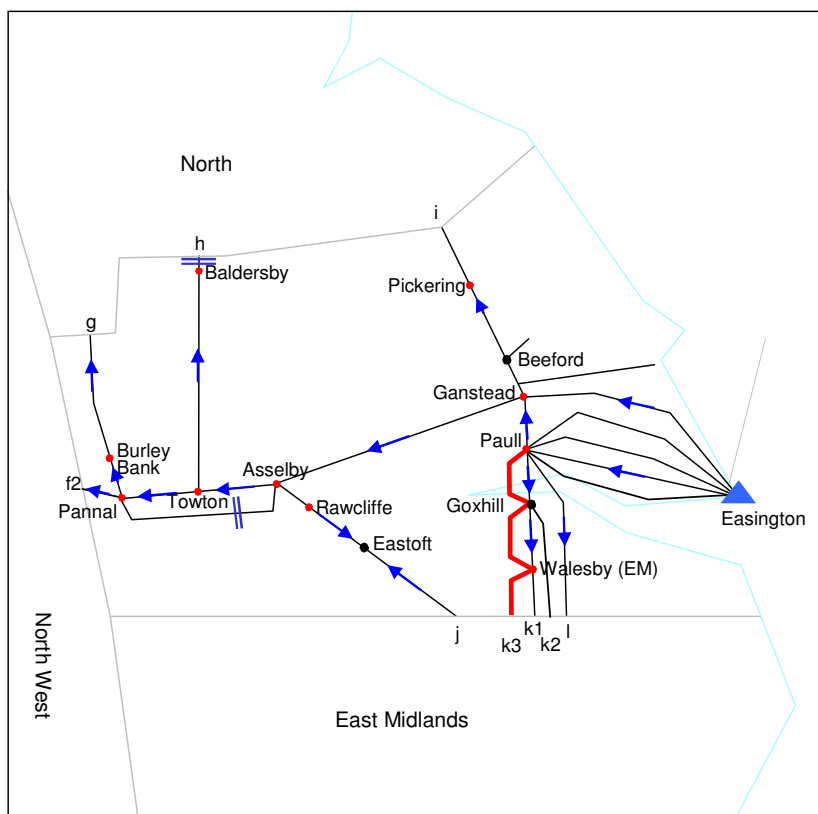 North
i
h
Baldersby
Pickering
g
Beeford
Ganstead
Paull
Burley
Bank
Asselby
f2
Pannal
Towton
Rawcliffe
Goxhill
Easington
Eastoft
Walesby (EM)
j
k3
k1
k2
l
North West
East Midlands